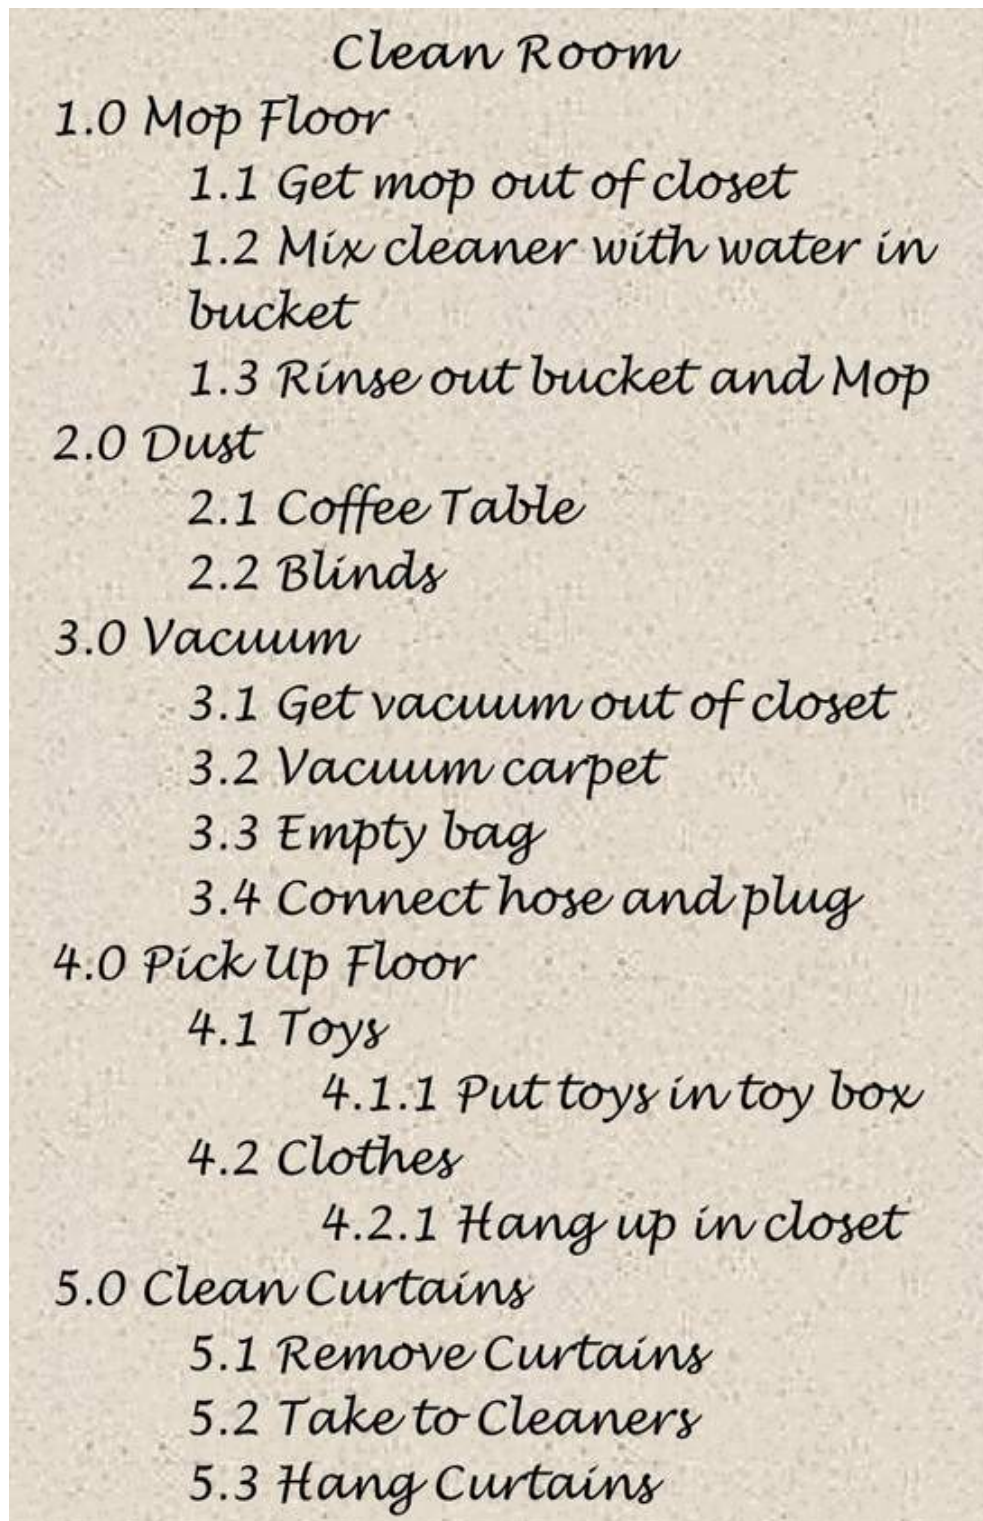 Clean Room
1.0 Mop Floor
1.1 Get mop out of closet
1.2 Mix cleaner with water in
bucket
1.3 Rinse out bucket and Mop
2.0 Dust
2.1 Coffee Table
2.2 Blinds
3.0 Vacuum
3.1 Get vacuum out of closet
3.2 Vacuum carpet
3.3 Empty bag
3.4 Connect hose and plug
4.0 Pick Up Floor
4.1 Toys
4.1.1 Put toys in toy box
4.2 Clothes
4.2.1 Hang up in closet
5.0 Clean Curtains
5.1 Remove Curtains
5.2 Take to Cleaners
5.3 Hang Curtains